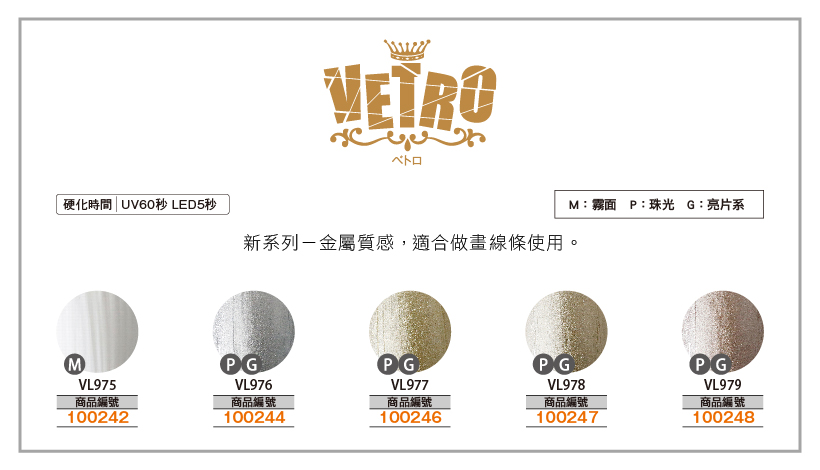 VETRO
ベトロ
硬化時間 | UV60秒 LED5秒
M：霧面 P：珠光 G：亮片系
新系列－金屬質感，適合做畫線條使用。
M P G P G P G P G
VL975 VL976 VL977 VL978 VL979
商品編號 商品編號 商品編號 商品編號 商品編號
100242 100244 100246 100247 100248